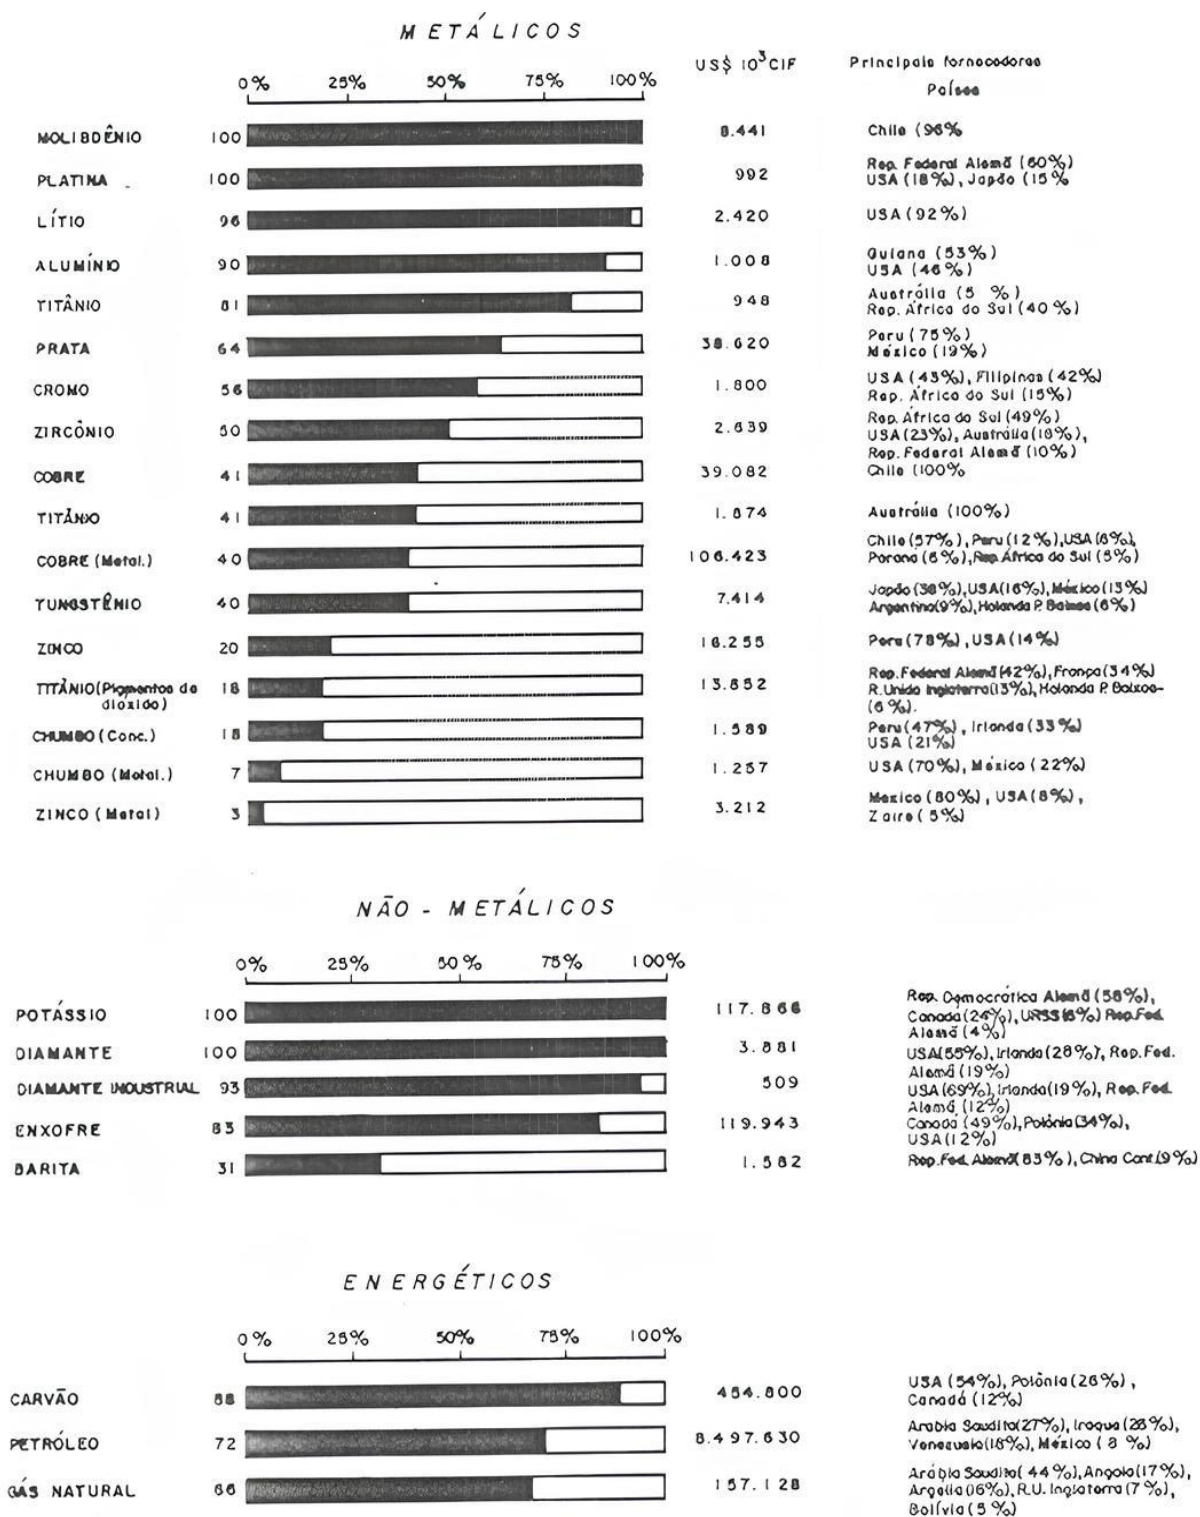 METÁLICOS
0% 25% 50% 75% 100% US$ 10³CIF Principais fornecedores
Países
MOLIBDÊNIO 100 8.441 Chile (96%
PLATINA 100 992 Rep. Federal Alemã (60%)
USA (18%), Japão (15%
LÍTIO 96 2.420 USA (92%)
ALUMÍNIO 90 1.008 Guiana (53%)
USA (46%)
TITÂNIO 81 948 Austrália (5 %)
Rep. África do Sul (40%)
PRATA 64 38.620 Peru (75%)
México (19%)
CROMO 56 1.800 USA (43%), Filipinas (42%)
Rep. África do Sul (15%)
ZIRCÔNIO 50 2.639 Rep. África do Sul (49%)
USA (23%), Austrália (18%),
Rep. Federal Alemã (10%)
COBRE 41 39.082 Chile (100%
TITÂNIO 41 1.874 Austrália (100%)
COBRE (Metal.) 40 106.423 Chile (57%), Peru (12%), USA (6%),
(6%), Rep. África do Sul (5%)
TUNGSTÊNIO 40 7.414 Japão (38%), USA (16%), México (13%)
Argentina (9%), Holanda P. Baixos (6%)
ZINCO 20 16.255 Peru (78%), USA (14%)
TITÂNIO (Pigmentos de 18 13.852 Rep. Federal Alemã (42%), França (34%)
dióxido) R. Unido Inglaterra (13%), Holanda P. Baixos-
(6%).
CHUMBO (Conc.) 18 1.589 Peru (47%), Irlanda (33%)
USA (21%)
CHUMBO (Metal.) 7 1.257 USA (70%), México (22%)
ZINCO (Metal) 3 3.212 Mexico (80%), USA (8%),
Zaire (5%)
NÃO - METÁLICOS
0% 25% 50% 75% 100%
POTÁSSIO 100 117.866 Rep. Democrática Alemã (58%),
Canadá (24%), URSS (8%) Rep. Fed.
Alemã (4%)
DIAMANTE 100 3.881 USA (55%), Irlanda (28%), Rep. Fed.
Alemã (19%)
DIAMANTE INDUSTRIAL 93 509 USA (69%), Irlanda (19%), Rep. Fed.
Alemã (12%)
ENXOFRE 83 119.943 Canadá (49%), Polônia (34%),
USA (12%)
BARITA 31 1.582 Rep. Fed. Alemã (83%), China Cont. (9%)
ENERGÉTICOS
0% 25% 50% 75% 100%
CARVÃO 88 454.800 USA (54%), Polônia (26%),
Canadá (12%)
PETRÓLEO 72 8.497.630 Arabia Saudita (27%), Iraque (28%),
Venezuela (16%), México (8 %)
GÁS NATURAL 66 157.128 Arábia Saudita (44%), Angola (17%),
Argelia (16%), R.U. Inglaterra (7%),
Bolívia (5%)